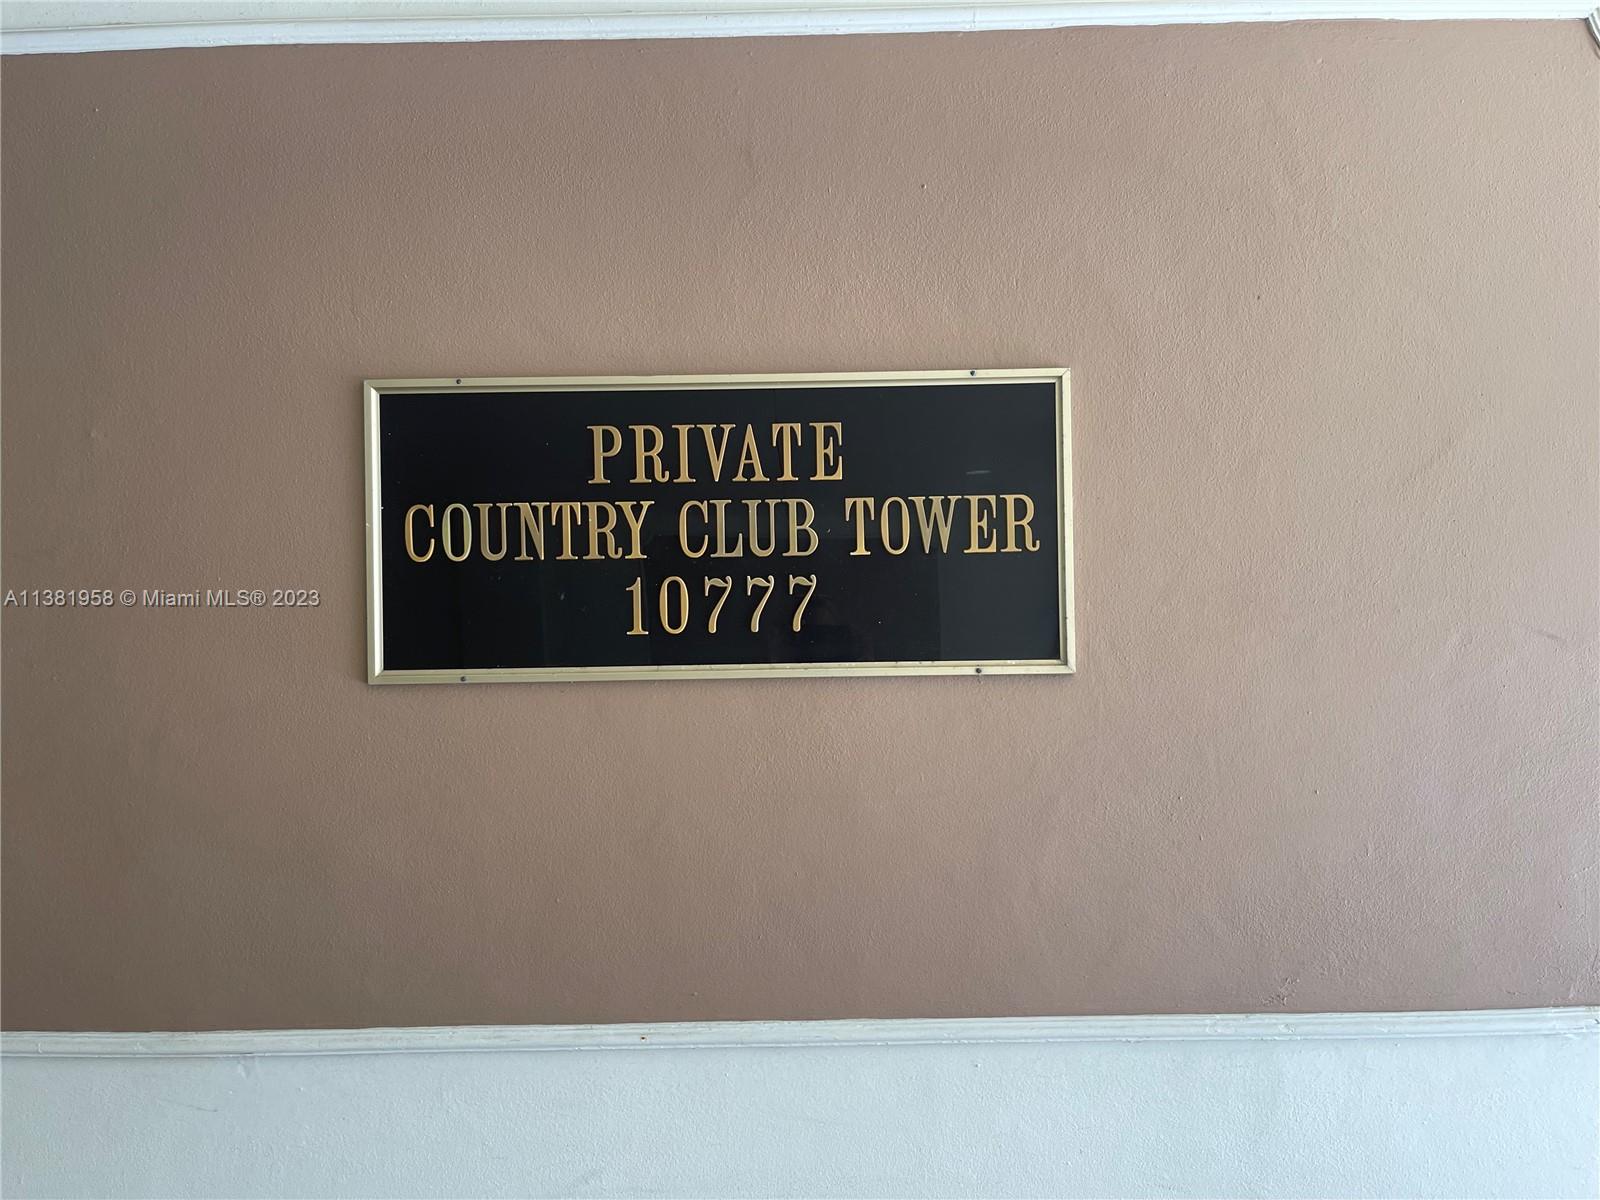 PRIVATE
COUNTRY CLUB TOWER
10777
A11381958 © Miami MLS® 2023